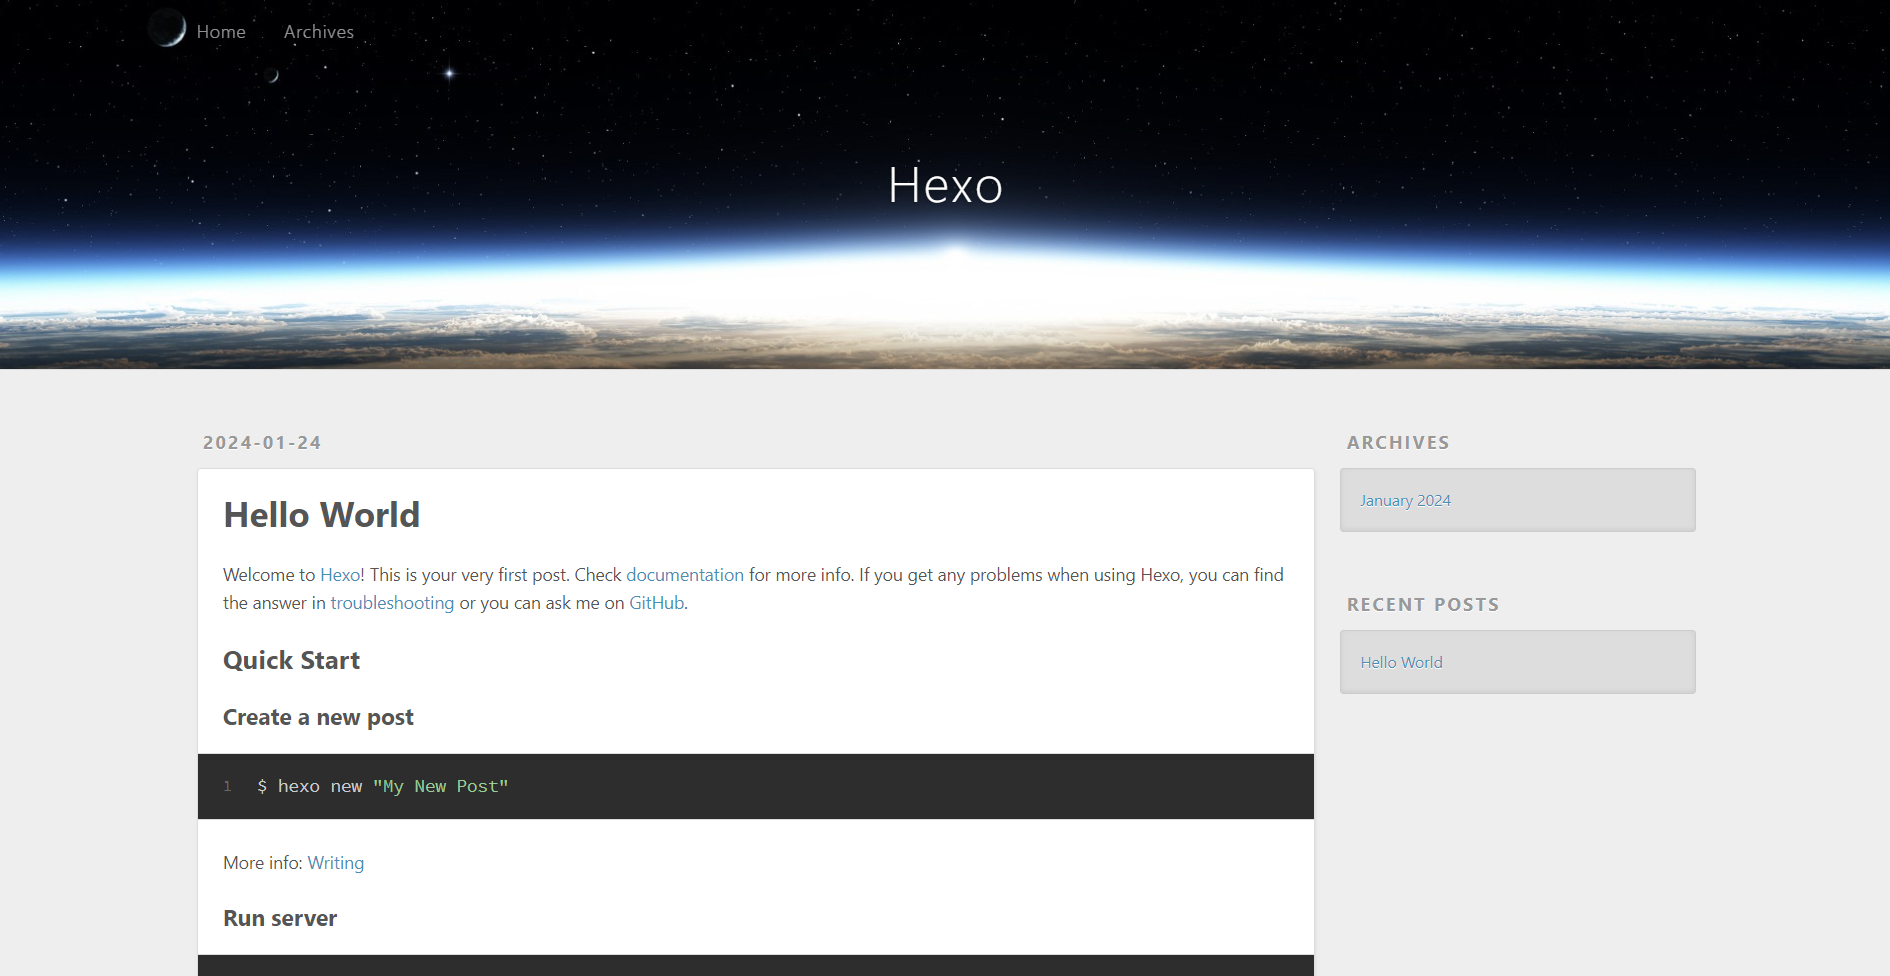 Home Archives
Hexo
2024-01-24
Hello World
Welcome to Hexo! This is your very first post. Check documentation for more info. If you get any problems when using Hexo, you can find
the answer in troubleshooting or you can ask me on GitHub.
Quick Start
Create a new post
1 $ hexo new "My New Post"
More info: Writing
Run server
ARCHIVES
January 2024
RECENT POSTS
Hello World